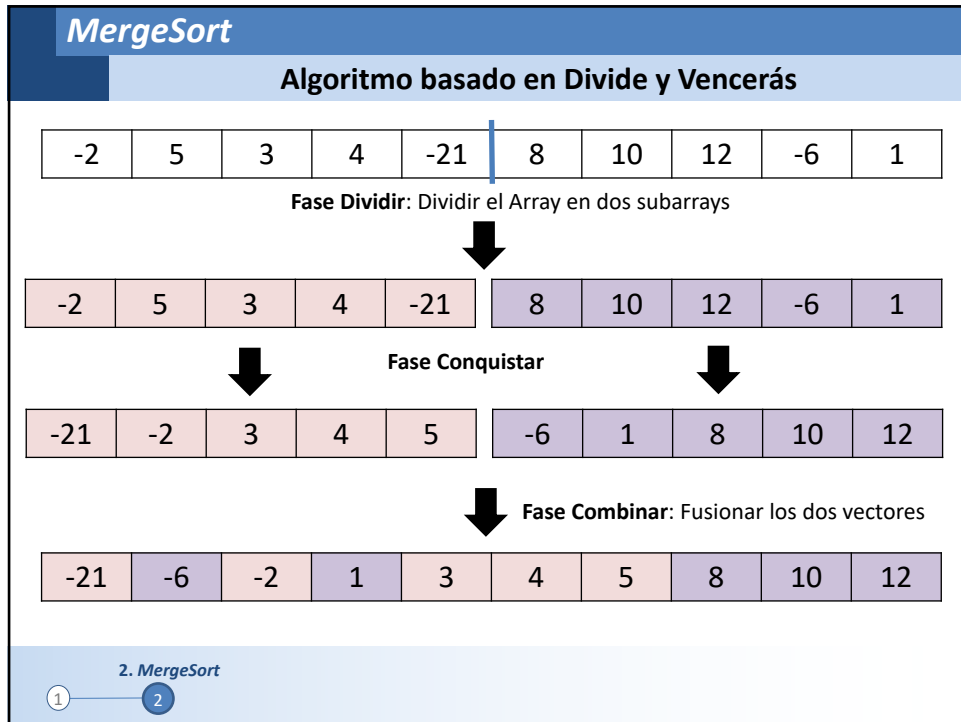 MergeSort
Algoritmo basado en Divide y Vencerás
-2 5 3 4 -21 8 10 12 -6 1
Fase Dividir: Dividir el Array en dos subarrays
-2 5 3 4 -21 8 10 12 -6 1
Fase Conquistar
-21 -2 3 4 5 -6 1 8 10 12
Fase Combinar: Fusionar los dos vectores
-21 -6 -2 1 3 4 5 8 10 12
2. MergeSort
1 2